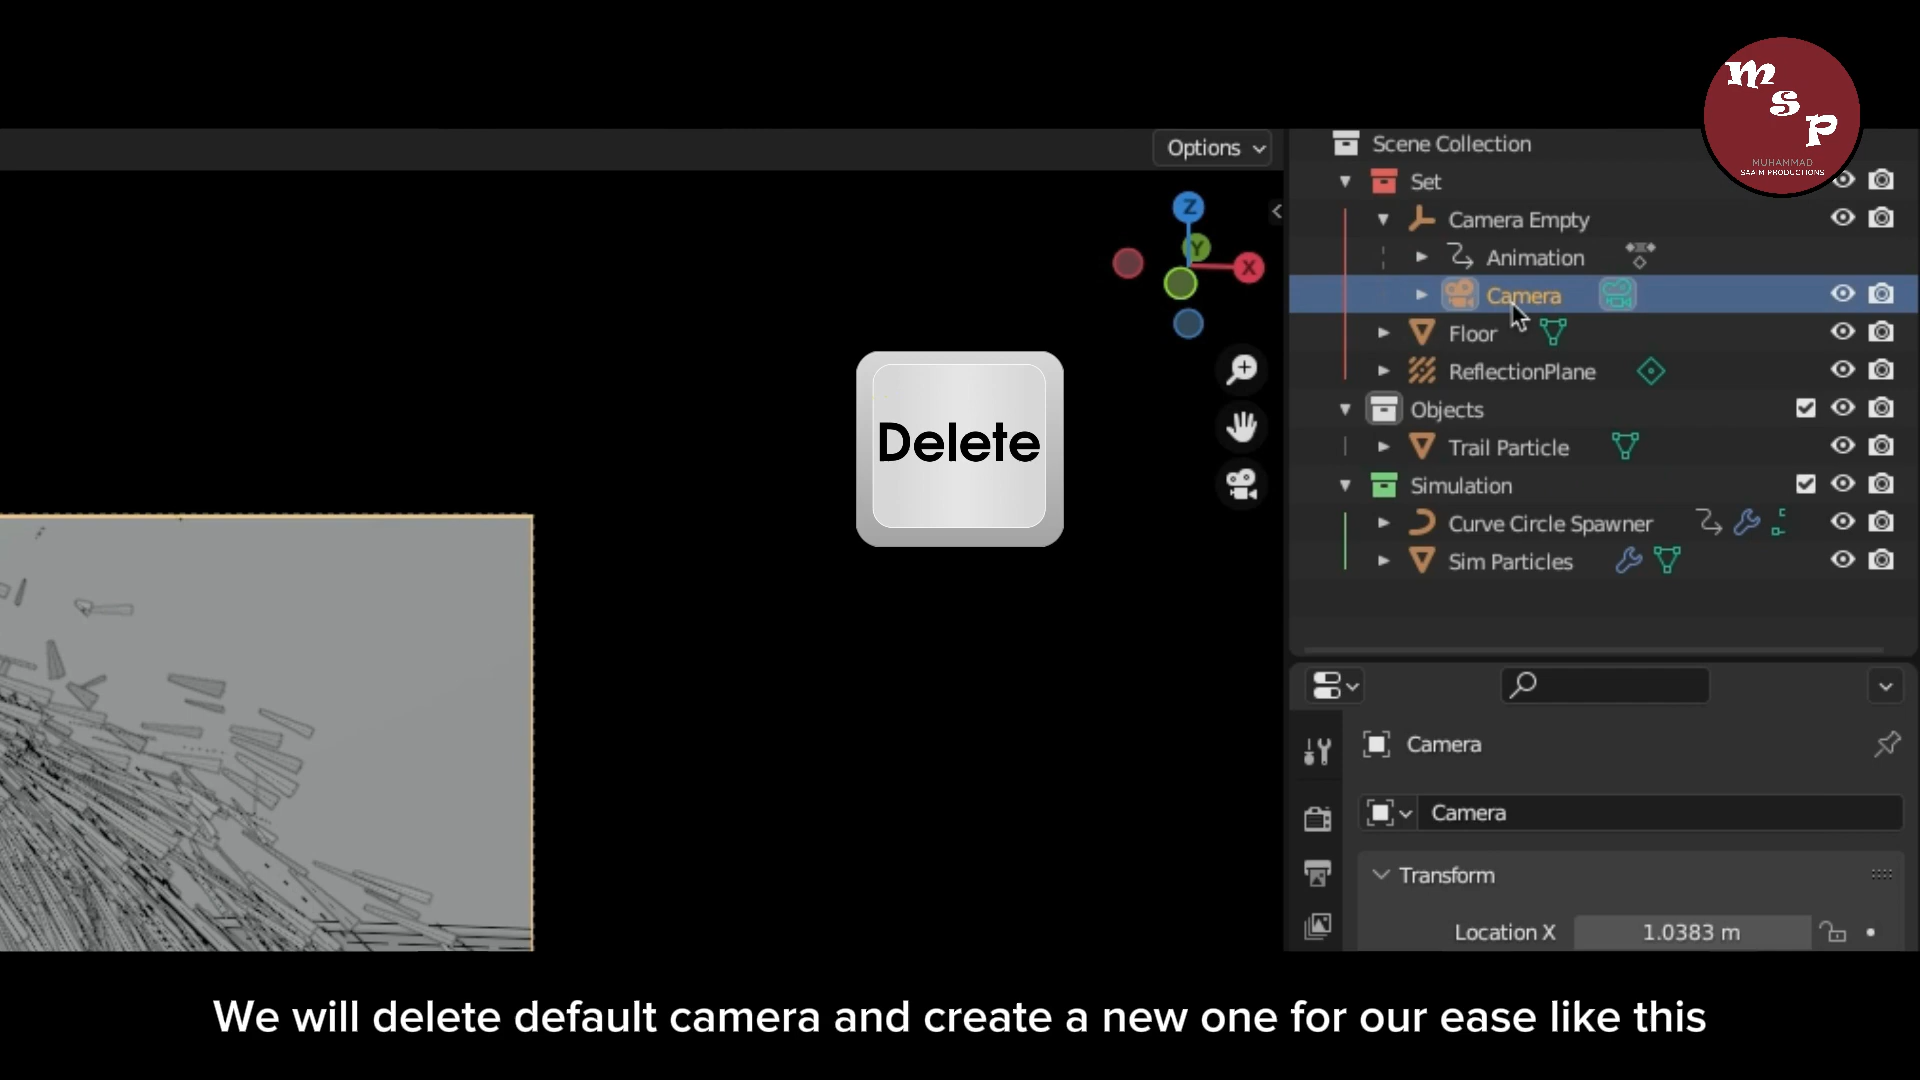 m
s
p
MUHAMMAD
SAAIM PRODUCTIONS
Options
Z
Y
X
Delete
Scene Collection
Set
Camera Empty
Animation
Camera
Floor
ReflectionPlane
Objects
Trail Particle
Simulation
Curve Circle Spawner
Sim Particles
Camera
Camera
Transform
Location X 1.0383 m
We will delete default camera and create a new one for our ease like this